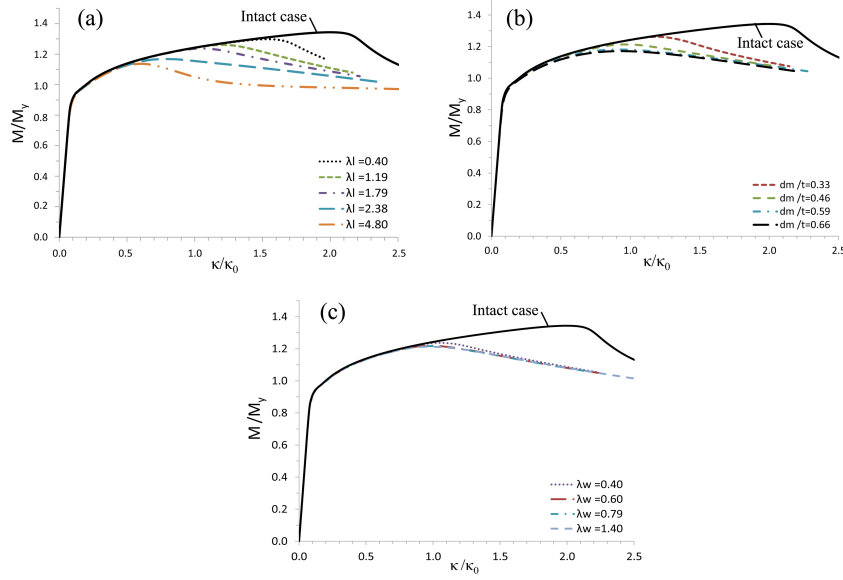 (a)
Intact case
1.4
1.2
1.0
0.8
0.6
0.4
0.2
0.0
M/My
λl =0.40
λl =1.19
λl =1.79
λl =2.38
λl =4.80
0.0 0.5 1.0 1.5 2.0 2.5
κ/κ0
(b)
Intact case
1.4
1.2
1.0
0.8
0.6
0.4
0.2
0.0
M/My
dm /t=0.33
dm /t=0.46
dm /t=0.59
dm /t=0.66
0.0 0.5 1.0 1.5 2.0 2.5
κ/κ0
(c)
Intact case
1.4
1.2
1.0
0.8
0.6
0.4
0.2
0.0
M/My
λw =0.40
λw =0.60
λw =0.79
λw =1.40
0.0 0.5 1.0 1.5 2.0 2.5
κ/κ0